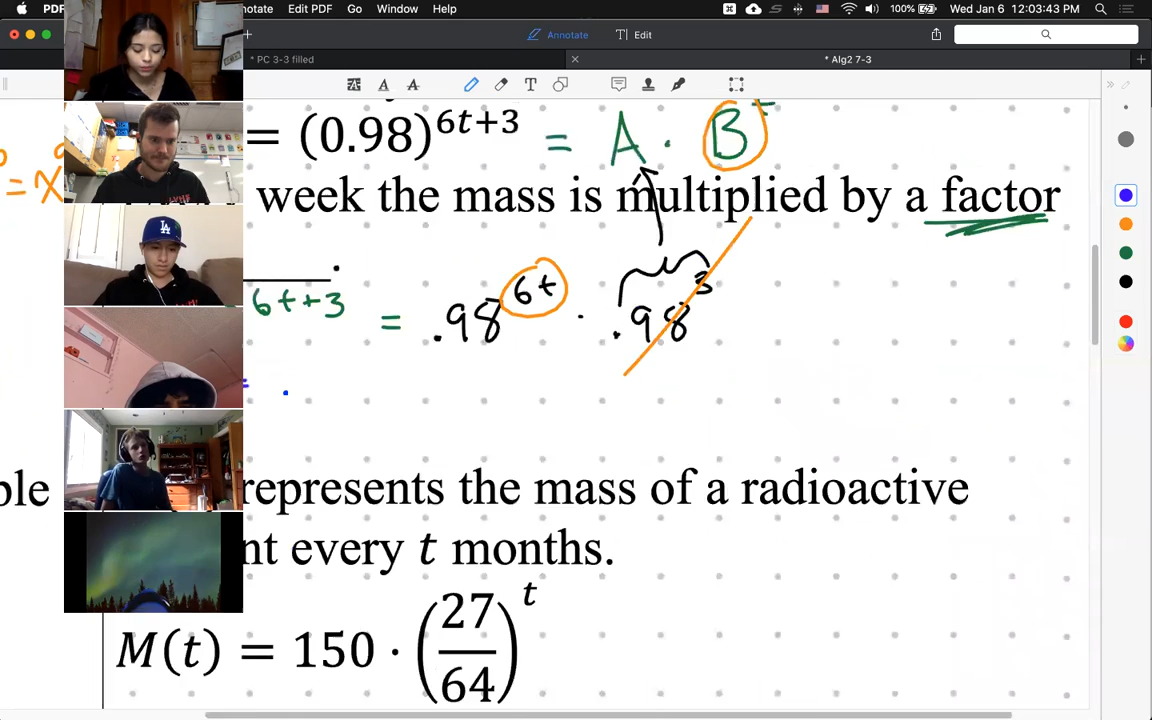 PDF notate Edit PDF Go Window Help 100% Wed Jan 6 12:03:43
Annotate Edit
* PC 3-3 filled * Alg2 7-3
= (0.98)^{6t+3} = A · B^t
= x
week the mass is multiplied by a factor
.
6t+3 = .98^{6t} · .98^3
= .
ble represents the mass of a radioactive
nt every t months.
M(t) = 150 · (27/64)^t